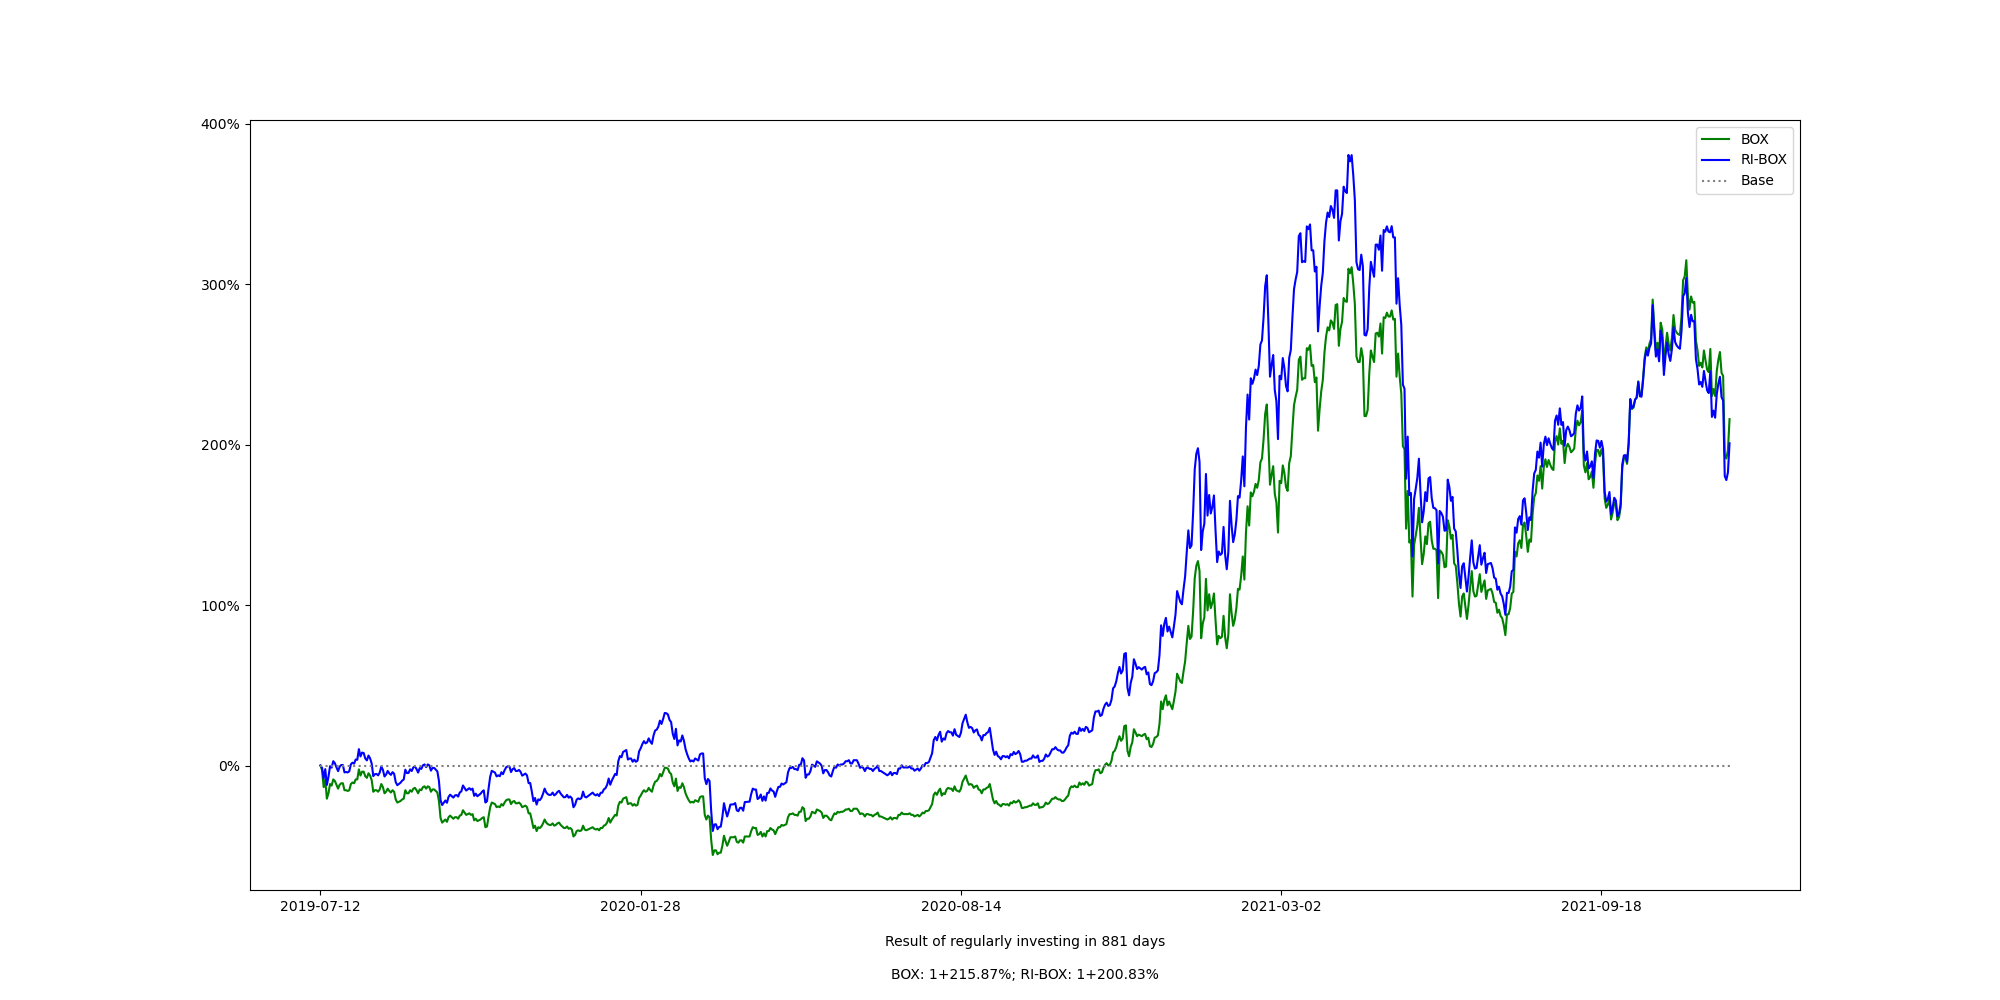 400%
300%
200%
100%
0%
BOX
RI-BOX
Base
2019-07-12 2020-01-28 2020-08-14 2021-03-02 2021-09-18
Result of regularly investing in 881 days
BOX: 1+215.87%; RI-BOX: 1+200.83%